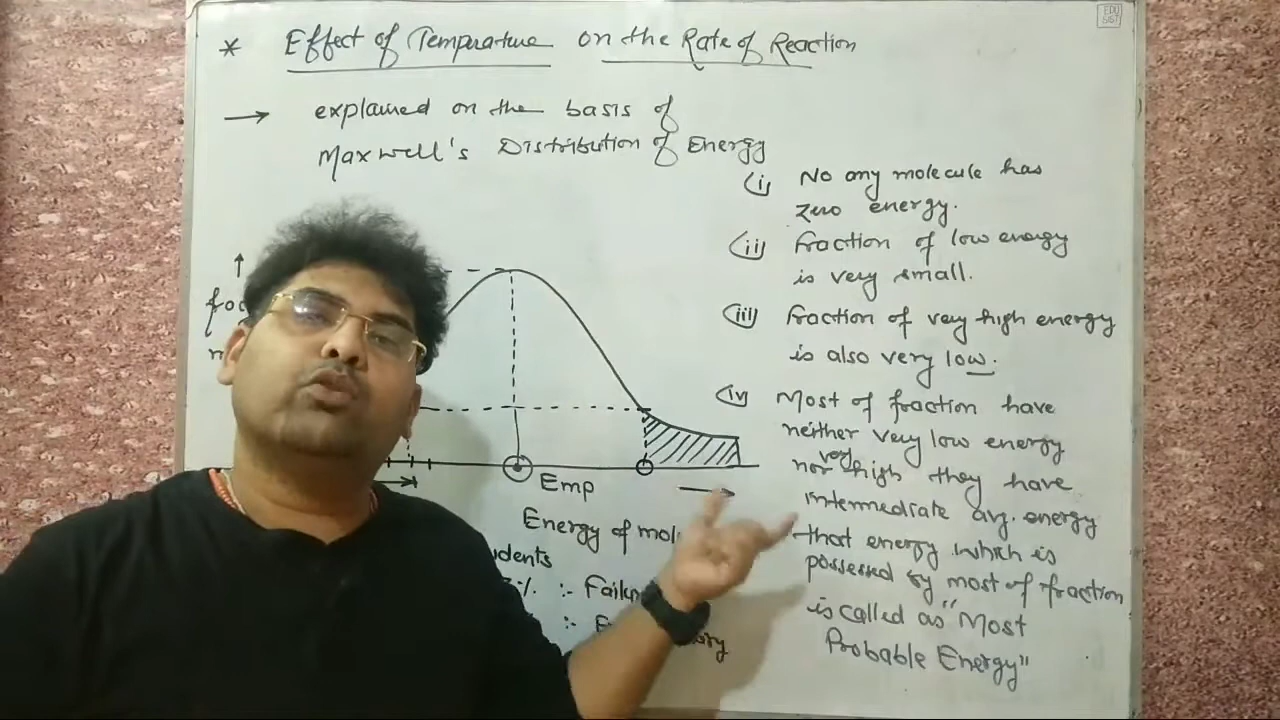 * Effect of Temperature on the Rate of Reaction
→ explained on the basis of
Maxwell's Distribution of Energy
(i) No any molecule has
zero energy.
(ii) fraction of low energy
is very small.
(iii) fraction of very high energy
is also very low.
(iv) Most of fraction have
neither very low energy
nor very high they have
intermediate avg. energy
that energy which is
possessed by most of fraction
is called as "Most
Probable Energy"
Emp
Energy of
EDU
SIST